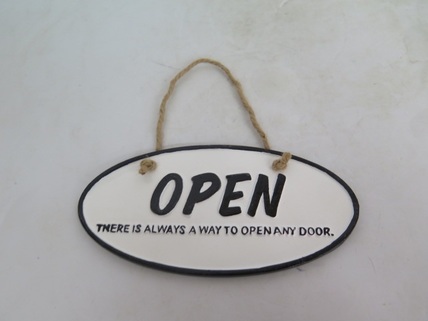 OPEN
THERE IS ALWAYS A WAY TO OPEN ANY DOOR.